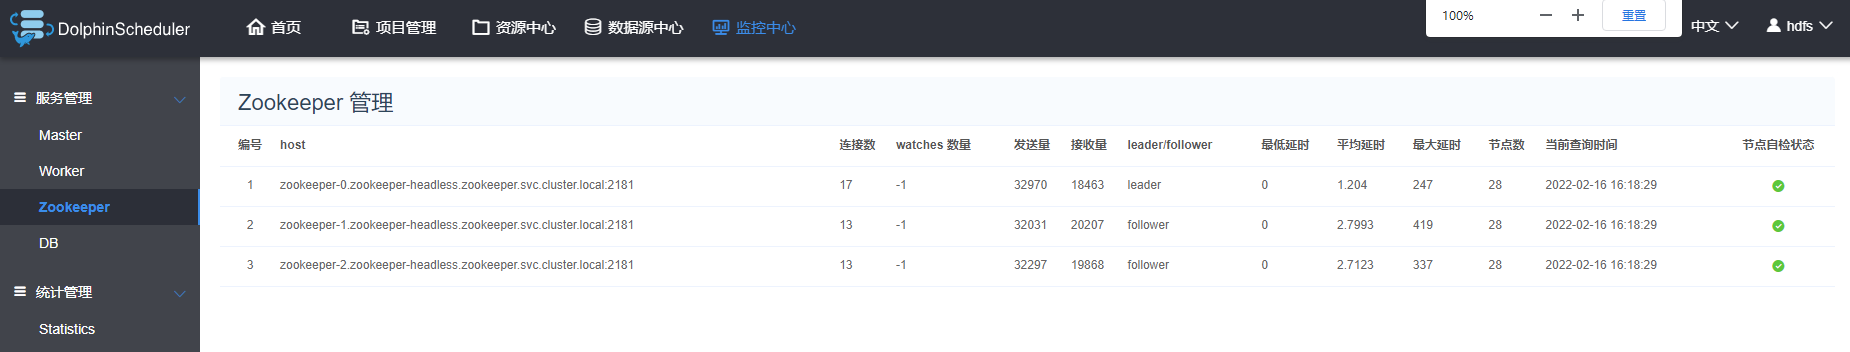 DolphinScheduler 首页 项目管理 资源中心 数据源中心 监控中心 100% 重置 中文 hdfs
服务管理
Master
Worker
Zookeeper
DB
统计管理
Statistics
Zookeeper 管理
编号 host 连接数 watches 数量 发送量 接收量 leader/follower 最低延时 平均延时 最大延时 节点数 当前查询时间 节点自检状态
1 zookeeper-0.zookeeper-headless.zookeeper.svc.cluster.local:2181 17 -1 32970 18463 leader 0 1.204 247 28 2022-02-16 16:18:29
2 zookeeper-1.zookeeper-headless.zookeeper.svc.cluster.local:2181 13 -1 32031 20207 follower 0 2.7993 419 28 2022-02-16 16:18:29
3 zookeeper-2.zookeeper-headless.zookeeper.svc.cluster.local:2181 13 -1 32297 19868 follower 0 2.7123 337 28 2022-02-16 16:18:29